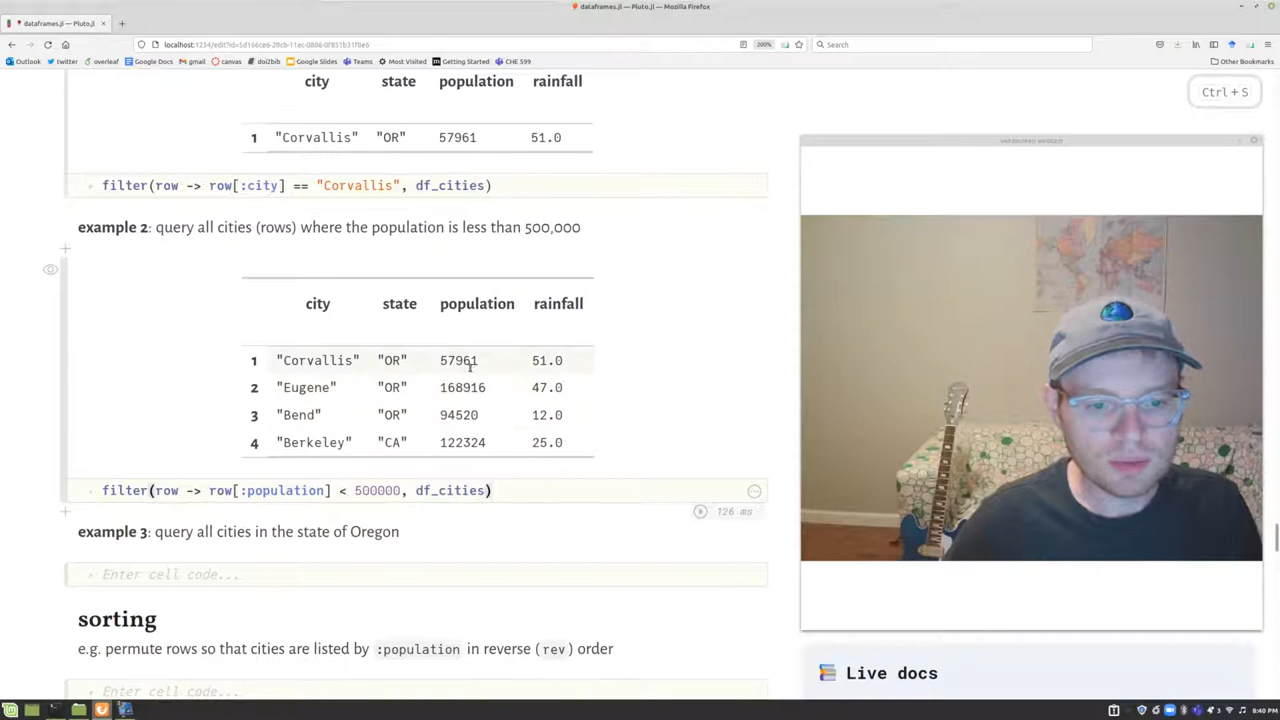 dataframes.jl — Pluto.jl - Mozilla Firefox
dataframes.jl — Pluto.jl
Search
200%
Outlook twitter overleaf Google Docs gmail canvas doi2bib Google Slides Teams Most Visited Getting Started CHE 599 Other Bookmarks
Ctrl + S
city state population rainfall
1 "Corvallis" "OR" 57961 51.0
filter(row -> row[:city] == "Corvallis", df_cities)
example 2: query all cities (rows) where the population is less than 500,000
city state population rainfall
1 "Corvallis" "OR" 57961 51.0
2 "Eugene" "OR" 168916 47.0
3 "Bend" "OR" 94520 12.0
4 "Berkeley" "CA" 122324 25.0
filter(row -> row[:population] < 500000, df_cities)
126 ms
example 3: query all cities in the state of Oregon
Enter cell code...
sorting
e.g. permute rows so that cities are listed by :population in reverse (rev) order
Enter cell code...
Live docs
8:40 PM